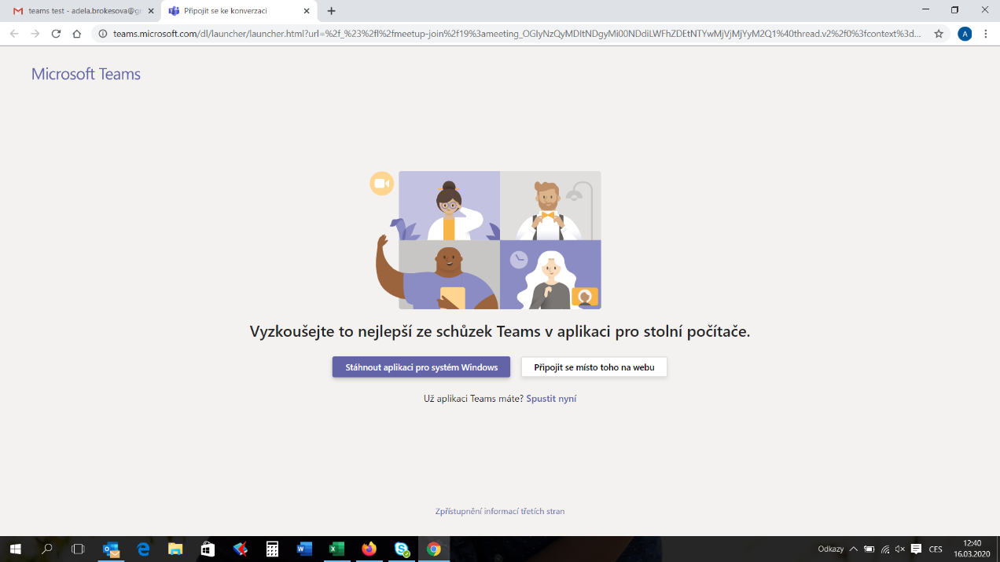 teams test - adela.brokesova@gr
Připojit se ke konverzaci
teams.microsoft.com/dl/launcher/launcher.html?url=%2f_%23%2fl%2fmeetup-join%2f19%3ameeting_OGIyNzQyMDItNDgyMi00NDdiLWFhZDEtNTYwMjVjMjYyM2Q1%40thread.v2%2f0%3fcontext%3d...
A
Microsoft Teams
Vyzkoušejte to nejlepší ze schůzek Teams v aplikaci pro stolní počítače.
Stáhnout aplikaci pro systém Windows
Připojit se místo toho na webu
Už aplikaci Teams máte? Spustit nyní
Zpřístupnění informací třetích stran
Odkazy
CES
12:40
16.03.2020